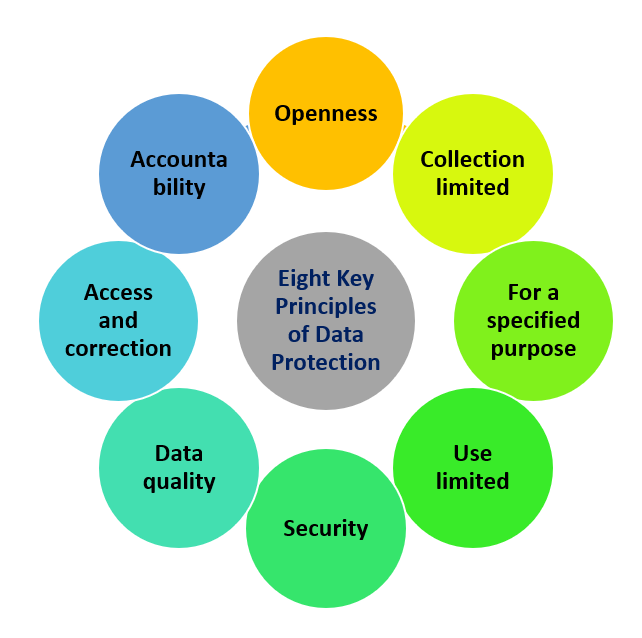 Openness
Collection
limited
For a
specified
purpose
Use
limited
Security
Data
quality
Access
and
correction
Accounta
bility
Eight Key
Principles
of Data
Protection